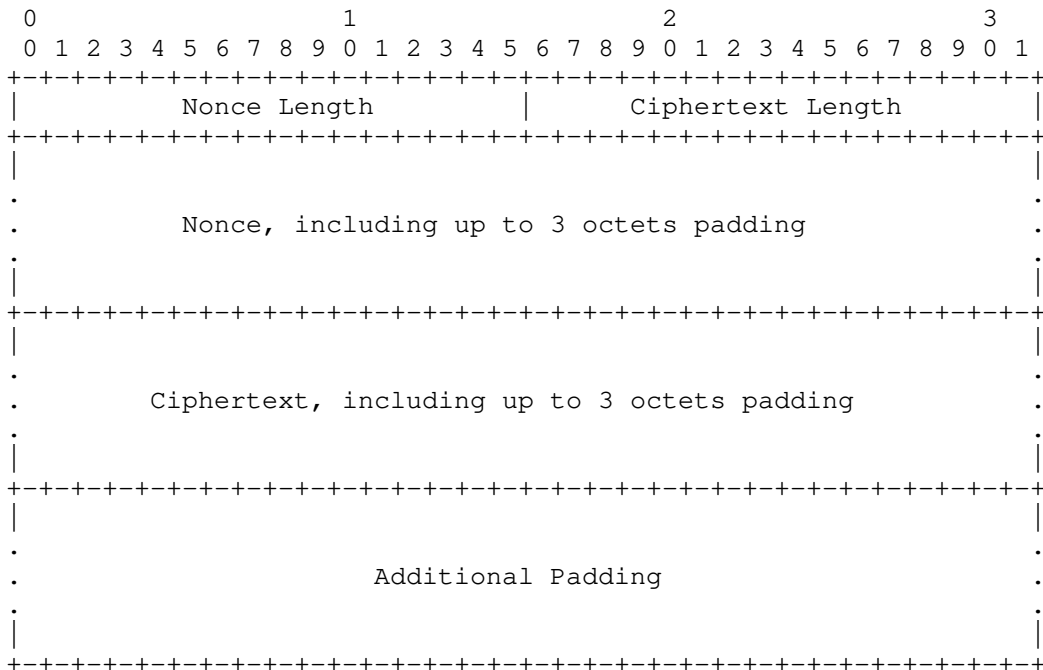 0                   1                   2                   3
 0 1 2 3 4 5 6 7 8 9 0 1 2 3 4 5 6 7 8 9 0 1 2 3 4 5 6 7 8 9 0 1
+-+-+-+-+-+-+-+-+-+-+-+-+-+-+-+-+-+-+-+-+-+-+-+-+-+-+-+-+-+-+-+-+
|          Nonce Length         |      Ciphertext Length        |
+-+-+-+-+-+-+-+-+-+-+-+-+-+-+-+-+-+-+-+-+-+-+-+-+-+-+-+-+-+-+-+-+
|                                                               |
.                                                               .
.          Nonce, including up to 3 octets padding              .
.                                                               .
|                                                               |
+-+-+-+-+-+-+-+-+-+-+-+-+-+-+-+-+-+-+-+-+-+-+-+-+-+-+-+-+-+-+-+-+
|                                                               |
.                                                               .
.        Ciphertext, including up to 3 octets padding           .
.                                                               .
|                                                               |
+-+-+-+-+-+-+-+-+-+-+-+-+-+-+-+-+-+-+-+-+-+-+-+-+-+-+-+-+-+-+-+-+
|                                                               |
.                                                               .
.                      Additional Padding                       .
.                                                               .
|                                                               |
+-+-+-+-+-+-+-+-+-+-+-+-+-+-+-+-+-+-+-+-+-+-+-+-+-+-+-+-+-+-+-+-+